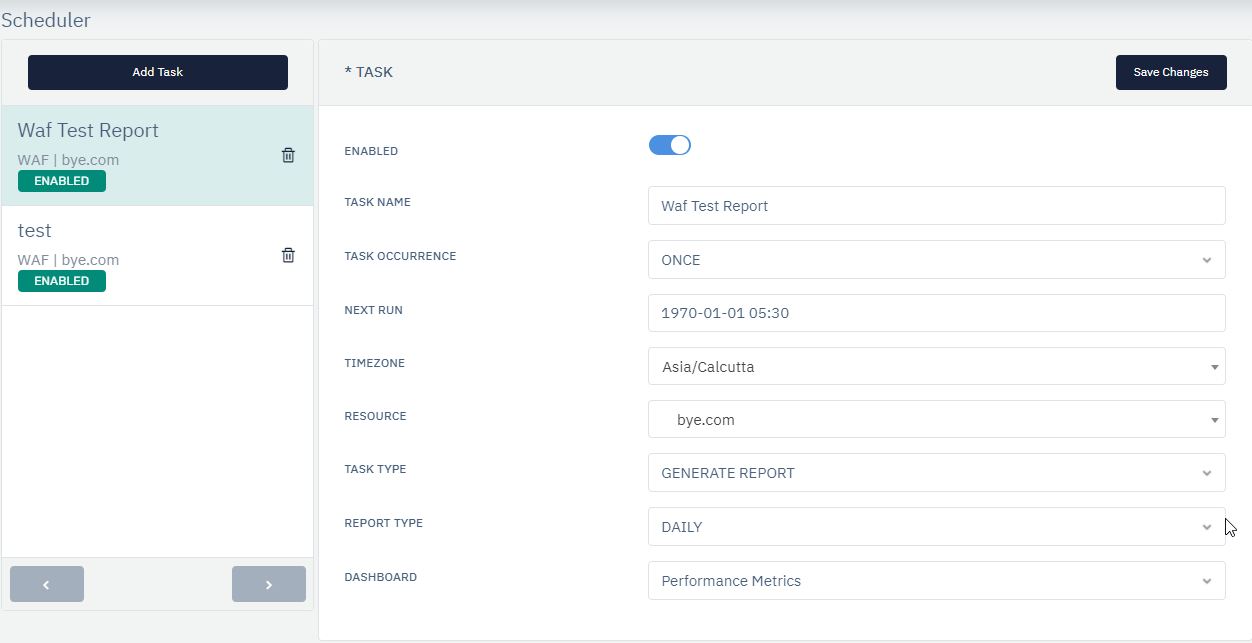 Scheduler
Add Task
Waf Test Report
WAF | bye.com
ENABLED
test
WAF | bye.com
ENABLED
* TASK
Save Changes
ENABLED
TASK NAME
Waf Test Report
TASK OCCURRENCE
ONCE
NEXT RUN
1970-01-01 05:30
TIMEZONE
Asia/Calcutta
RESOURCE
bye.com
TASK TYPE
GENERATE REPORT
REPORT TYPE
DAILY
DASHBOARD
Performance Metrics